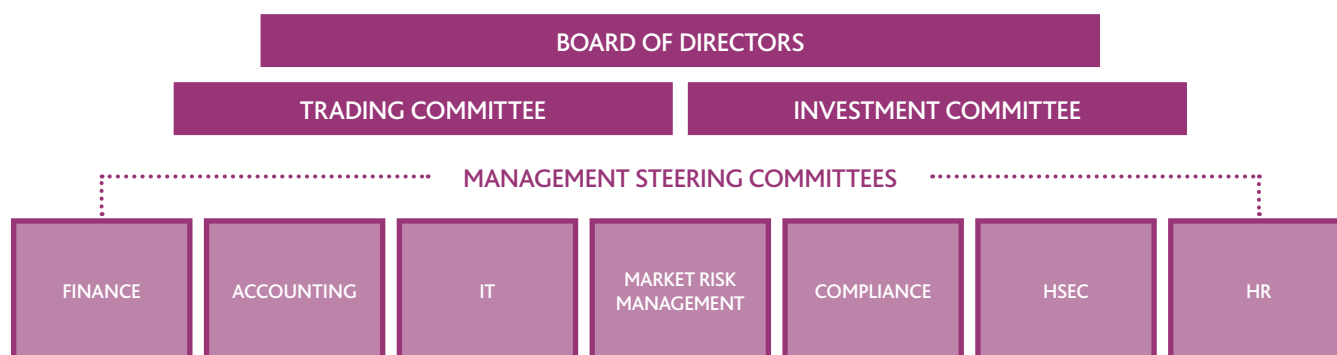 BOARD OF DIRECTORS
TRADING COMMITTEE
INVESTMENT COMMITTEE
MANAGEMENT STEERING COMMITTEES
FINANCE
ACCOUNTING
IT
MARKET RISK
MANAGEMENT
COMPLIANCE
HSEC
HR